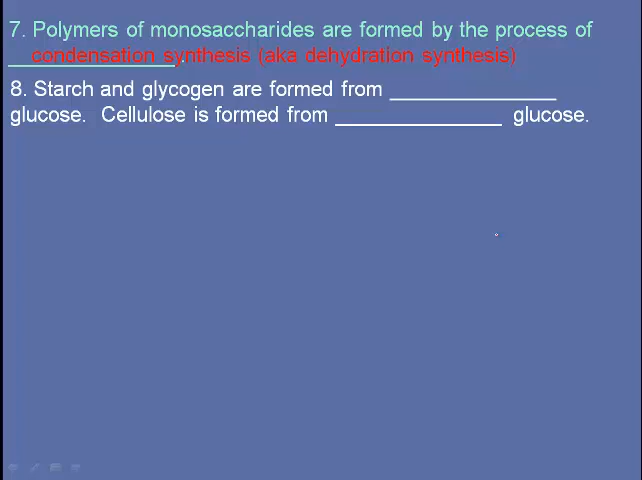 7. Polymers of monosaccharides are formed by the process of
condensation synthesis (aka dehydration synthesis)
8. Starch and glycogen are formed from _______________
glucose. Cellulose is formed from _______________ glucose.